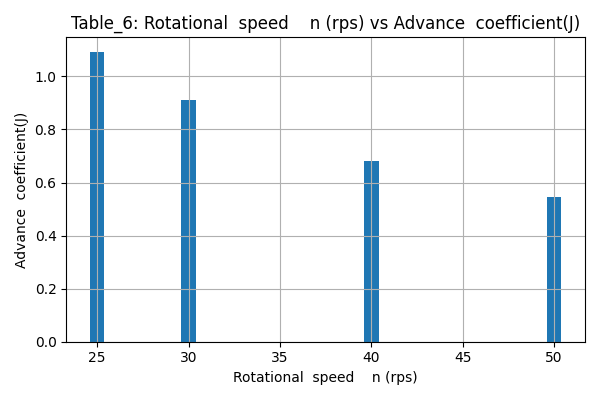 Table_6: Rotational  speed    n (rps) vs Advance  coefficient(J)
Advance  coefficient(J)
1.0
0.8
0.6
0.4
0.2
0.0
25 30 35 40 45 50
Rotational  speed    n (rps)